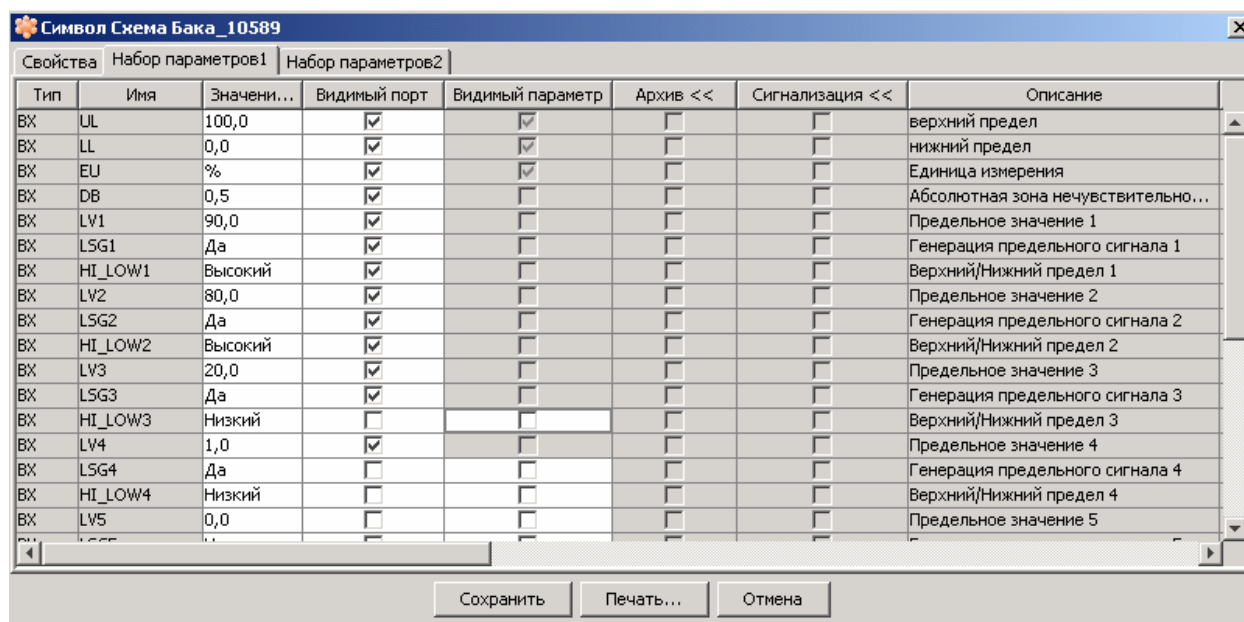 Символ Схема Бака_10589
Свойства Набор параметров1 Набор параметров2
Тип Имя Значени... Видимый порт Видимый параметр Архив << Сигнализация << Описание
ВХ UL 100,0 верхний предел
ВХ LL 0,0 нижний предел
ВХ EU % Единица измерения
ВХ DB 0,5 Абсолютная зона нечувствительно...
ВХ LV1 90,0 Предельное значение 1
ВХ LSG1 Да Генерация предельного сигнала 1
ВХ HI_LOW1 Высокий Верхний/Нижний предел 1
ВХ LV2 80,0 Предельное значение 2
ВХ LSG2 Да Генерация предельного сигнала 2
ВХ HI_LOW2 Высокий Верхний/Нижний предел 2
ВХ LV3 20,0 Предельное значение 3
ВХ LSG3 Да Генерация предельного сигнала 3
ВХ HI_LOW3 Низкий Верхний/Нижний предел 3
ВХ LV4 1,0 Предельное значение 4
ВХ LSG4 Да Генерация предельного сигнала 4
ВХ HI_LOW4 Низкий Верхний/Нижний предел 4
ВХ LV5 0,0 Предельное значение 5
Сохранить Печать... Отмена